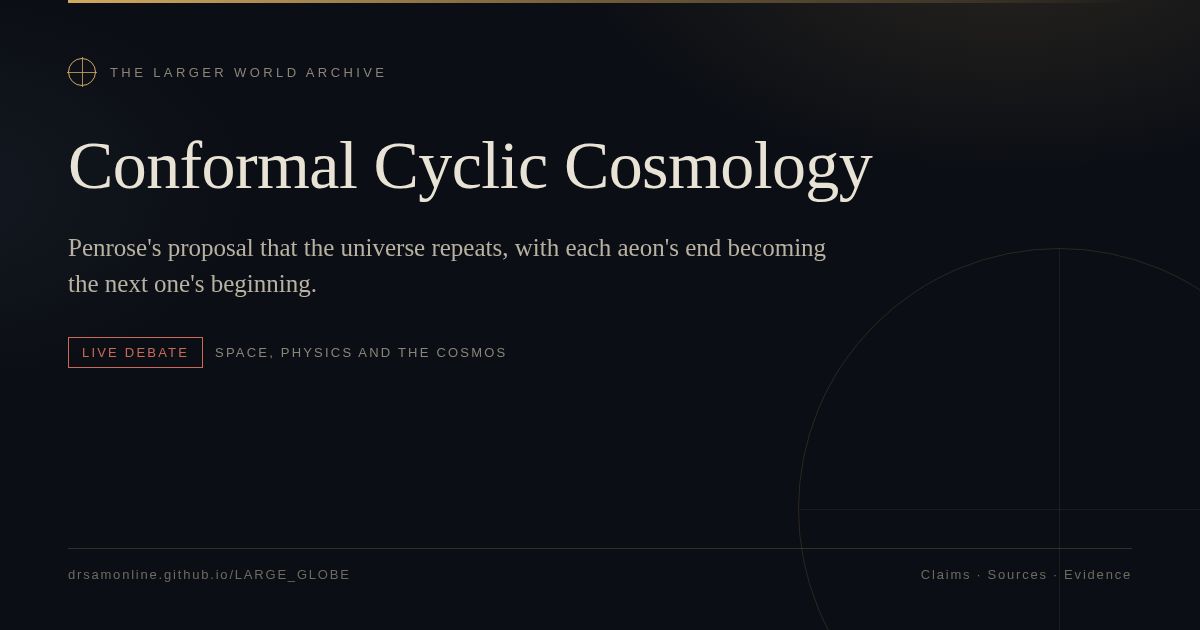 THE LARGER WORLD ARCHIVE
Conformal Cyclic Cosmology
Penrose's proposal that the universe repeats, with each aeon's end becoming
the next one's beginning.
LIVE DEBATE SPACE, PHYSICS AND THE COSMOS
drsamonline.github.io/LARGE_GLOBE Claims · Sources · Evidence